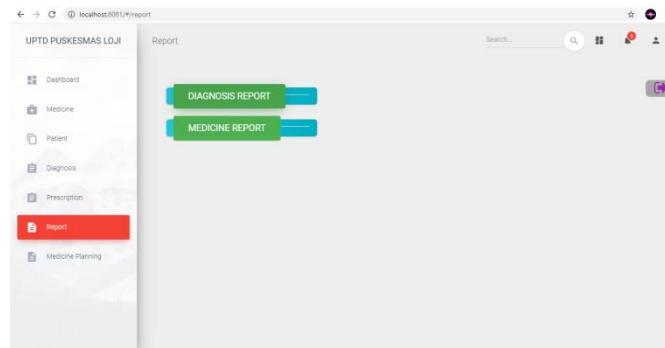 localhost:8081/#/report
UPTD PUSKESMAS LOJI
Report
Search...
Dashboard
Medicine
Patient
Diagnosis
Prescription
Report
Medicine Planning
DIAGNOSIS REPORT
MEDICINE REPORT